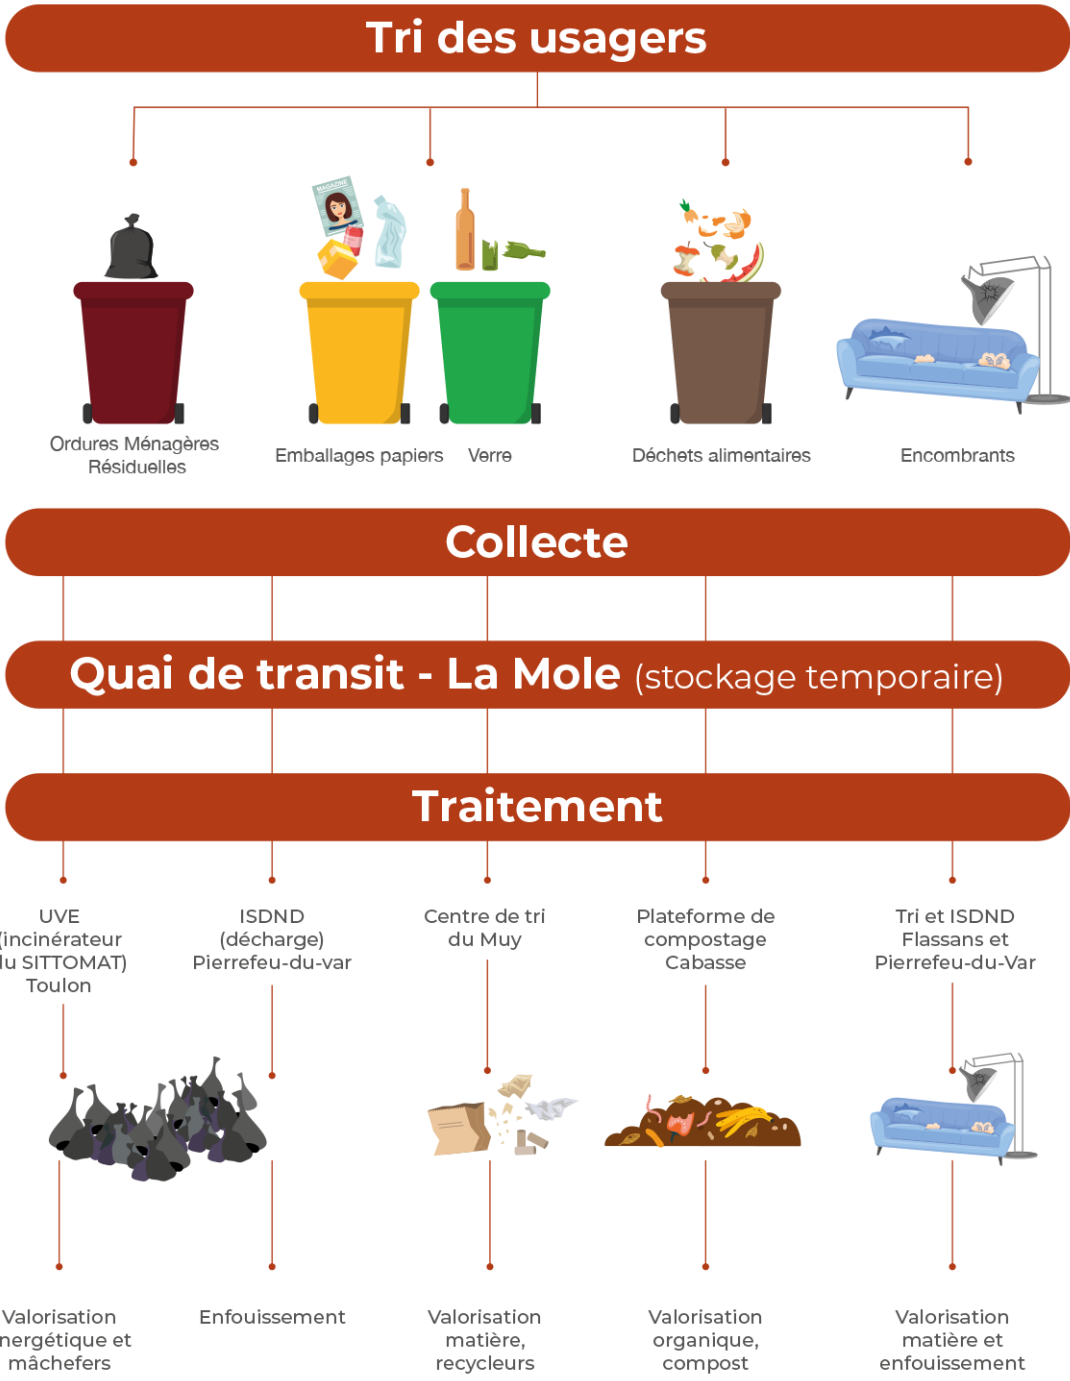 Tri des usagers
MAGAZINE
Ordures Ménagères
Résiduelles
Emballages papiers
Verre
Déchets alimentaires
Encombrants
Collecte
Quai de transit - La Mole (stockage temporaire)
Traitement
UVE
(incinérateur
du SITTOMAT)
Toulon
ISDND
(décharge)
Pierrefeu-du-var
Centre de tri
du Muy
Plateforme de
compostage
Cabasse
Tri et ISDND
Flassans et
Pierrefeu-du-Var
Valorisation
nergétique et
mâchefers
Enfouissement
Valorisation
matière,
recycleurs
Valorisation
organique,
compost
Valorisation
matière et
enfouissement